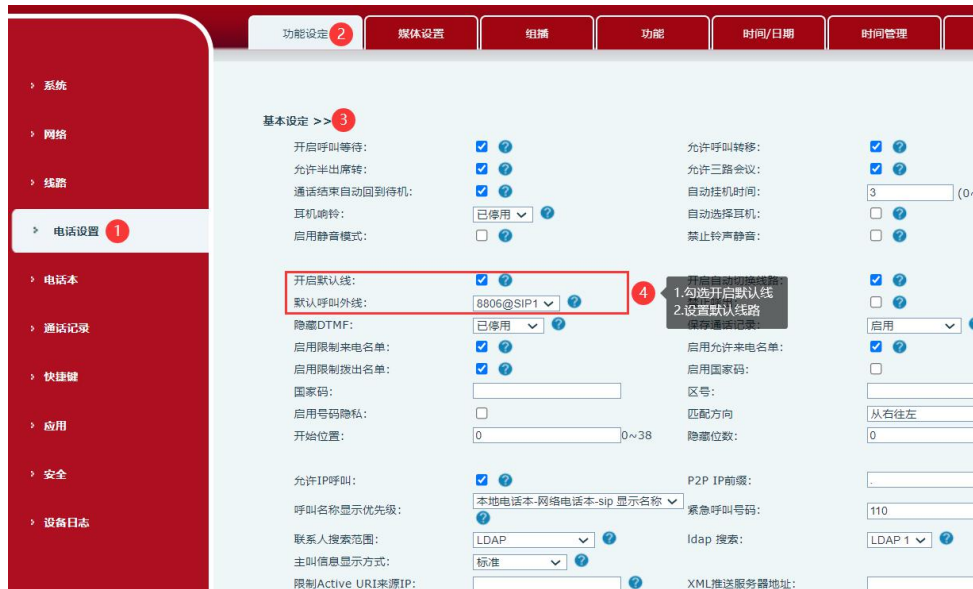 功能设定 2 媒体设置 组播 功能 时间/日期 时间管理
› 系统
› 网络
› 线路
› 电话设置 1
› 电话本
› 通话记录
› 快捷键
› 应用
› 安全
› 设备日志
基本设定 >> 3
开启呼叫等待: 允许呼叫转移:
允许半出席转: 允许三路会议:
通话结束自动回到待机: 自动挂机时间: 3 (0~
耳机响铃: 已停用 自动选择耳机:
启用静音模式: 禁止铃声静音:
开启默认线: 开启自动切换线路:
默认呼叫外线: 8806@SIP1
4 1.勾选开启默认线
2.设置默认线路
隐藏DTMF: 已停用 保存通话记录: 启用
启用限制来电名单: 启用允许来电名单:
启用限制拨出名单: 启用国家码:
国家码: 区号:
启用号码隐私: 匹配方向 从右往左
开始位置: 0 0~38 隐藏位数: 0
允许IP呼叫: P2P IP前缀: .
呼叫名称显示优先级: 本地电话本-网络电话本-sip 显示名称 紧急呼叫号码: 110
联系人搜索范围: LDAP ldap 搜索: LDAP 1
主叫信息显示方式: 标准
限制Active URI来源IP: XML推送服务器地址: